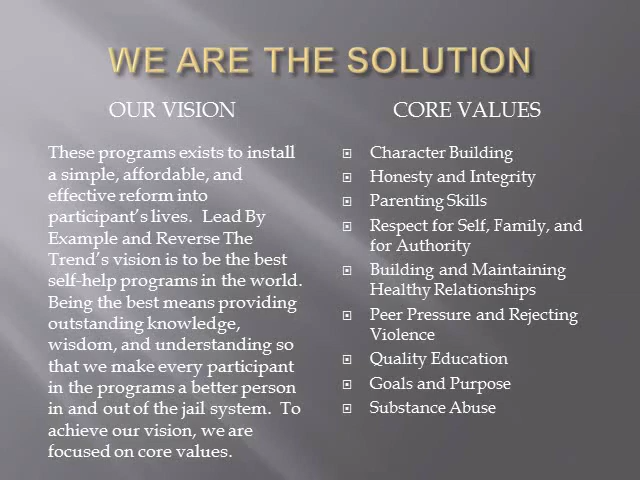 WE ARE THE SOLUTION
OUR VISION
These programs exists to install
a simple, affordable, and
effective reform into
participant's lives.  Lead By
Example and Reverse The
Trend's vision is to be the best
self-help programs in the world.
Being the best means providing
outstanding knowledge,
wisdom, and understanding so
that we make every participant
in the programs a better person
in and out of the jail system.  To
achieve our vision, we are
focused on core values.
CORE VALUES
Character Building
Honesty and Integrity
Parenting Skills
Respect for Self, Family, and
for Authority
Building and Maintaining
Healthy Relationships
Peer Pressure and Rejecting
Violence
Quality Education
Goals and Purpose
Substance Abuse